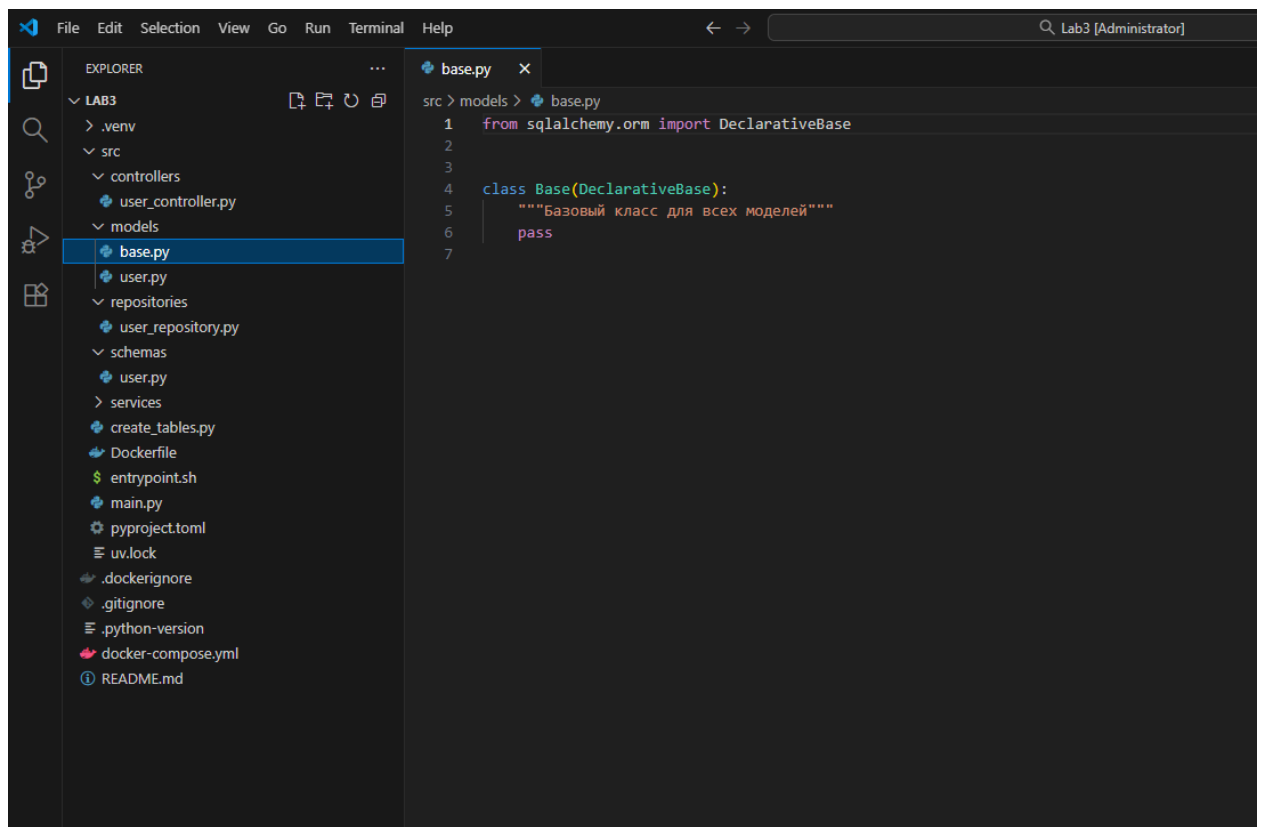 File Edit Selection View Go Run Terminal Help
Lab3 [Administrator]
EXPLORER
LAB3
.venv
src
controllers
user_controller.py
models
base.py
user.py
repositories
user_repository.py
schemas
user.py
services
create_tables.py
Dockerfile
entrypoint.sh
main.py
pyproject.toml
uv.lock
.dockerignore
.gitignore
.python-version
docker-compose.yml
README.md
base.py
src > models > base.py
1 from sqlalchemy.orm import DeclarativeBase
2
3
4 class Base(DeclarativeBase):
5 """Базовый класс для всех моделей"""
6 pass
7